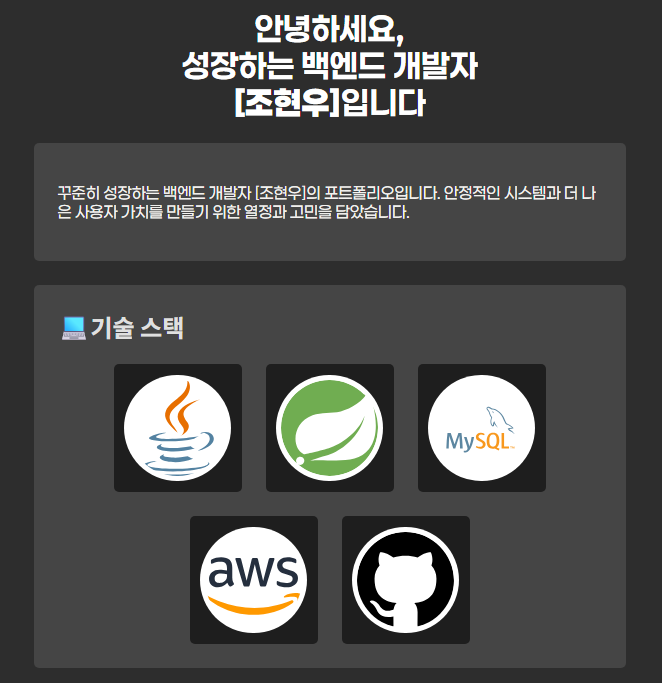 안녕하세요,
성장하는 백엔드 개발자
[조현우]입니다
꾸준히 성장하는 백엔드 개발자 [조현우]의 포트폴리오입니다. 안정적인 시스템과 더 나
은 사용자 가치를 만들기 위한 열정과 고민을 담았습니다.
💻 기술 스택
MySQL
aws